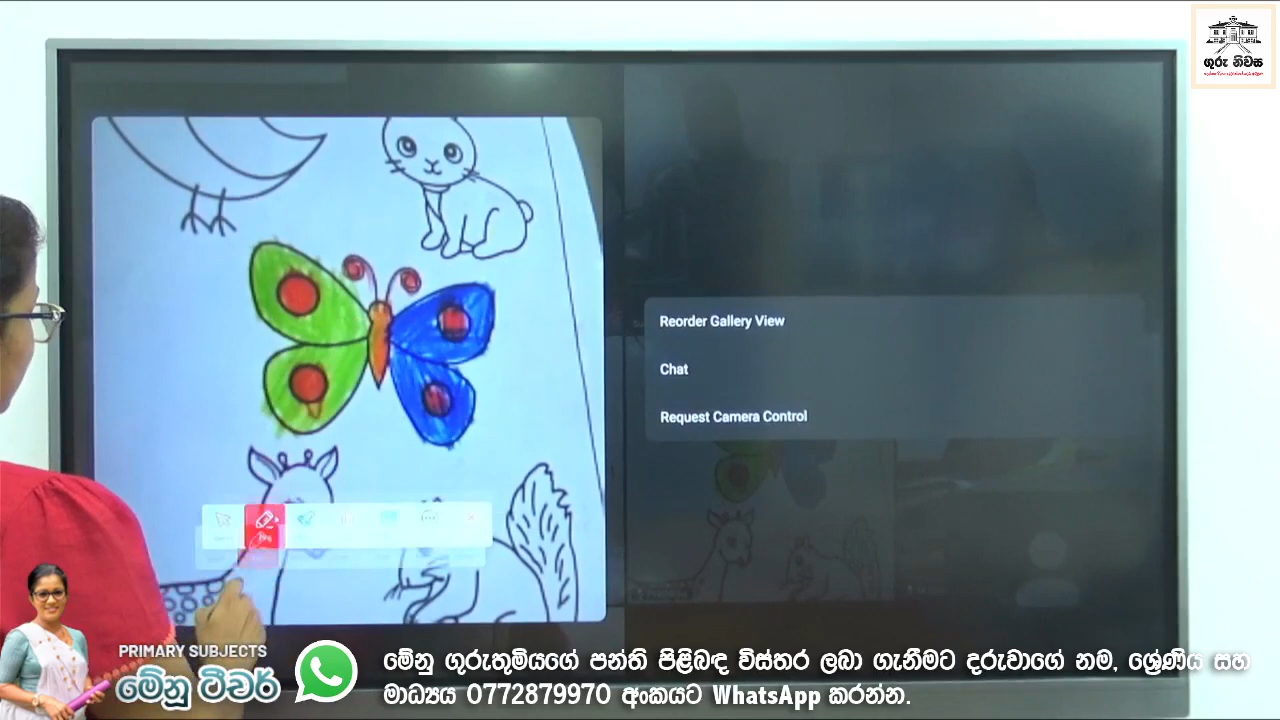 ගුරු නිවස
Reorder Gallery View
Chat
Request Camera Control
PRIMARY SUBJECTS
මේනු ටීචර්
මේනු ගුරුතුමියගේ පන්ති පිළිබඳ විස්තර ලබා ගැනීමට දරුවාගේ නම, ශ්‍රේණිය සහ
මාධ්‍යය 0772879970 අංකයට WhatsApp කරන්න.